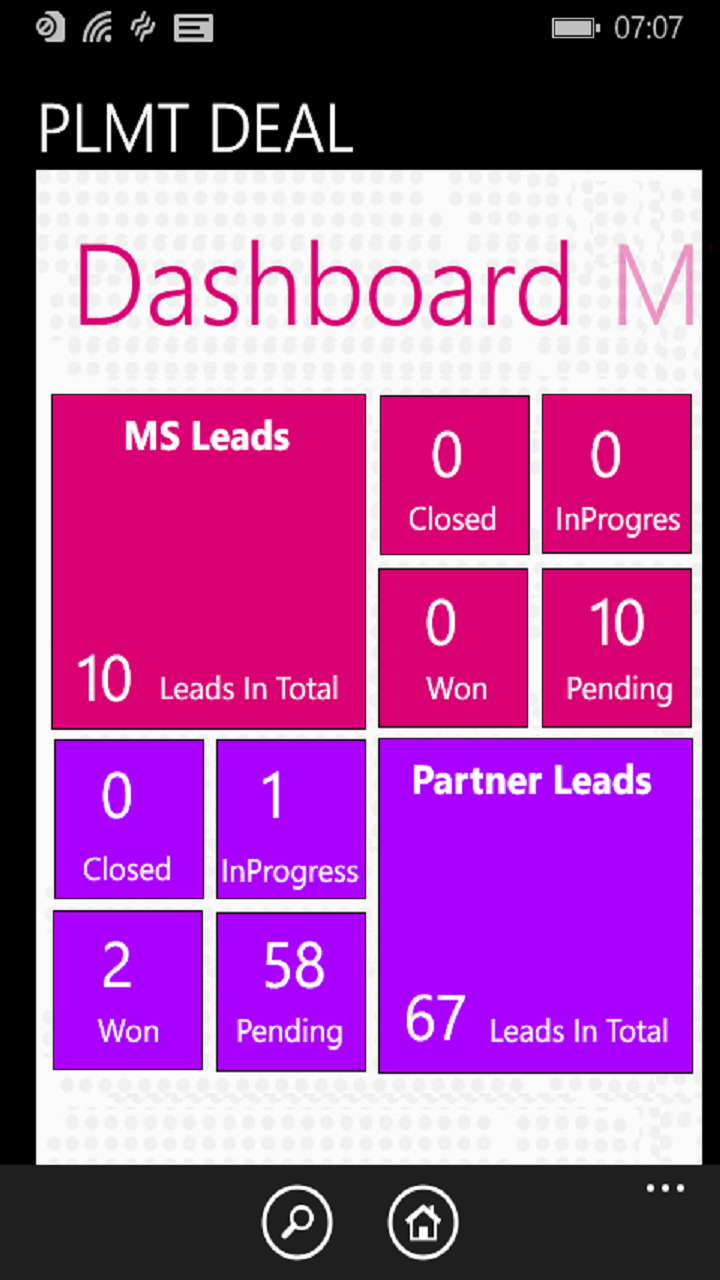 07:07
PLMT DEAL
Dashboard M
MS Leads
10 Leads In Total
0
Closed
0
InProgres
0
Won
10
Pending
0
Closed
1
InProgress
2
Won
58
Pending
Partner Leads
67 Leads In Total